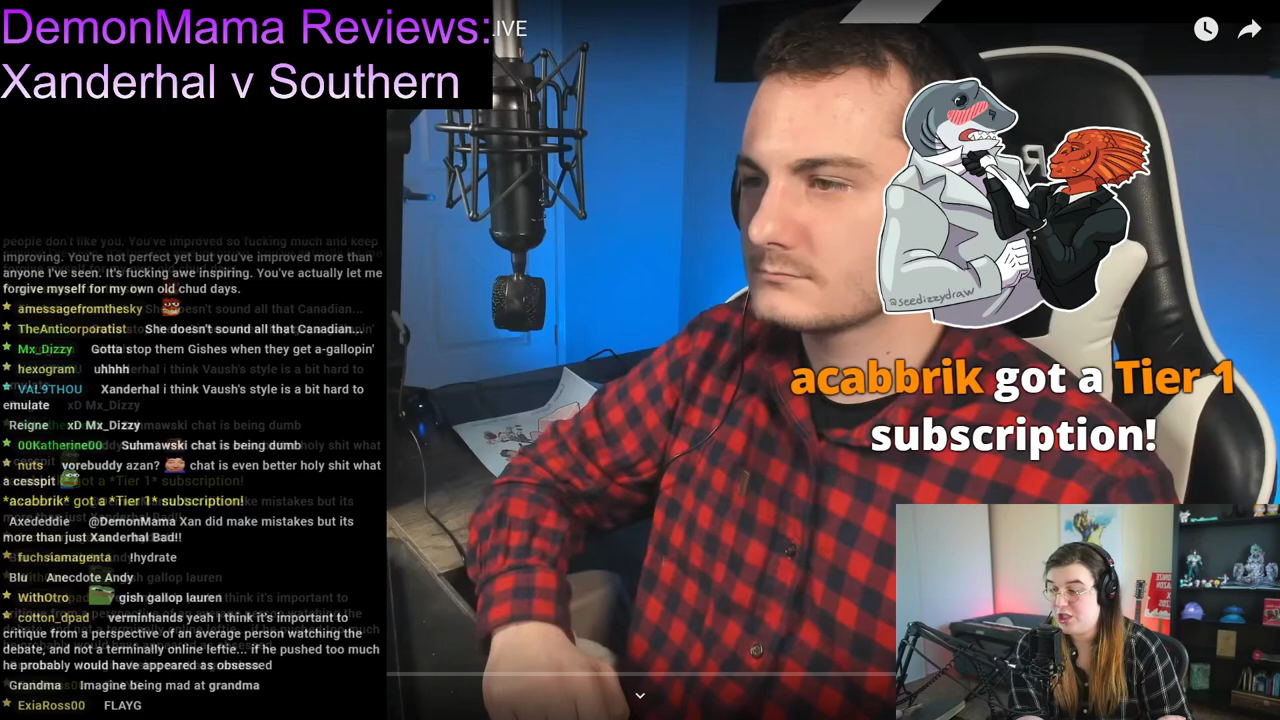 DemonMama Reviews:
Xanderhal v Southern
LIVE
people don't like you. You've improved so fucking much and keep
improving. You're not perfect yet but you've improved more than
anyone I've seen. It's fucking awe inspiring. You've actually let me
forgive myself for my own old chud days.
amessagefromthesky
TheAnticorporatist She doesn't sound all that Canadian...
Mx_Dizzy Gotta stop them Gishes when they get a-gallopin'
hexogram uhhhh
VAL9THOU Xanderhal i think Vaush's style is a bit hard to
emulate
Reigne xD Mx_Dizzy
00Katherine00 Suhmawski chat is being dumb
nuts vorebuddy azan? chat is even better holy shit what
a cesspit
*acabbrik* got a *Tier 1* subscription!
Axededdie @DemonMama Xan did make mistakes but its
more than just Xanderhal Bad!!
fuchsiamagenta !hydrate
Blu Anecdote Andy
WithOtro gish gallop lauren
cotton_dpad verminhands yeah I think it's important to
critique from a perspective of an average person watching the
debate, and not a terminally online leftie... if he pushed too much
he probably would have appeared as obsessed
Grandma Imagine being mad at grandma
ExiaRoss00 FLAYG
@seedizzydraw
acabbrik got a Tier 1
subscription!